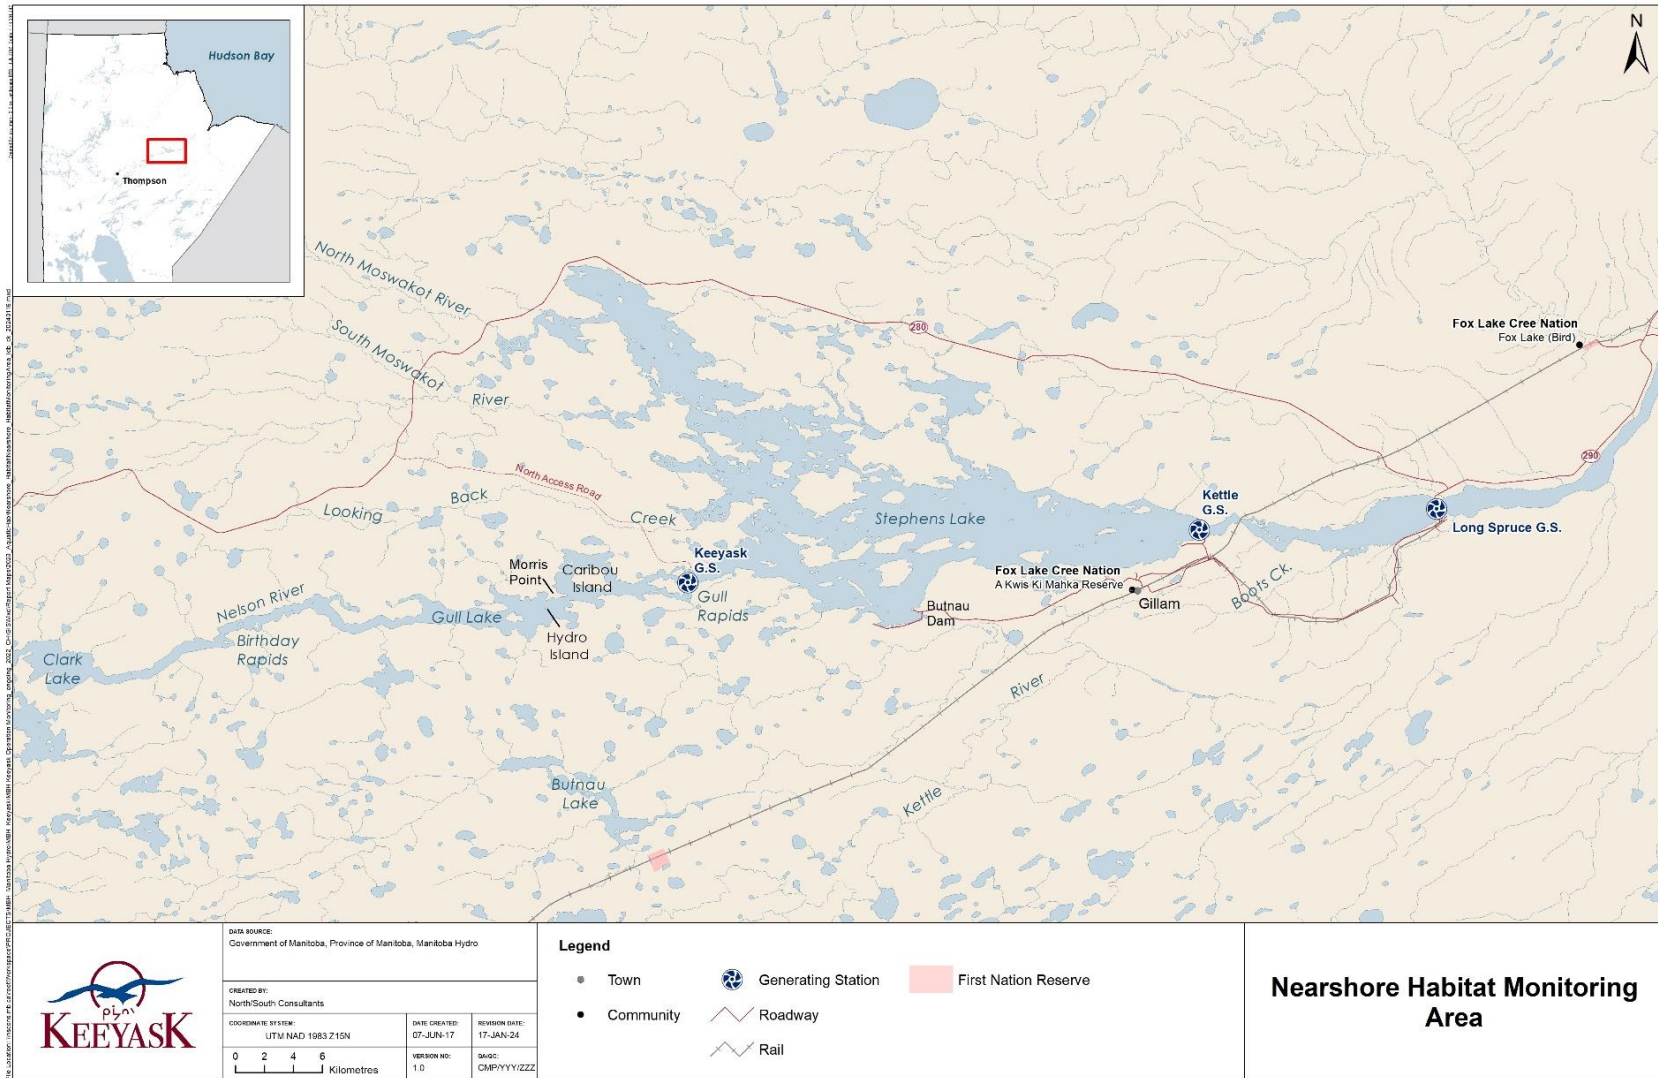 Hudson Bay
Thompson
N
North Moswakot River
South Moswakot
River
280
Fox Lake Cree Nation
Fox Lake (Bird)
290
North Access Road
Looking
Back
Creek
Stephens Lake
Kettle
G.S.
Long Spruce G.S.
Keeyask
G.S.
Morris
Point
Caribou
Island
Gull
Rapids
Fox Lake Cree Nation
A Kwis Ki Mahka Reserve
Gillam
Boots Ck.
Butnau
Dam
Nelson River
Birthday
Rapids
Gull Lake
Hydro
Island
Clark
Lake
River
Kettle
Butnau
Lake
KEEYASK
DATA SOURCE:
Government of Manitoba, Province of Manitoba, Manitoba Hydro
CREATED BY:
North/South Consultants
COORDINATE SYSTEM:
UTM NAD 1983 Z15N
DATE CREATED:
07-JUN-17
REVISION DATE:
17-JAN-24
0 2 4 6
Kilometres
VERSION NO:
1.0
QA/QC:
CMP/YYY/ZZZ
Legend
Town
Community
Generating Station
Roadway
Rail
First Nation Reserve
Nearshore Habitat Monitoring
Area